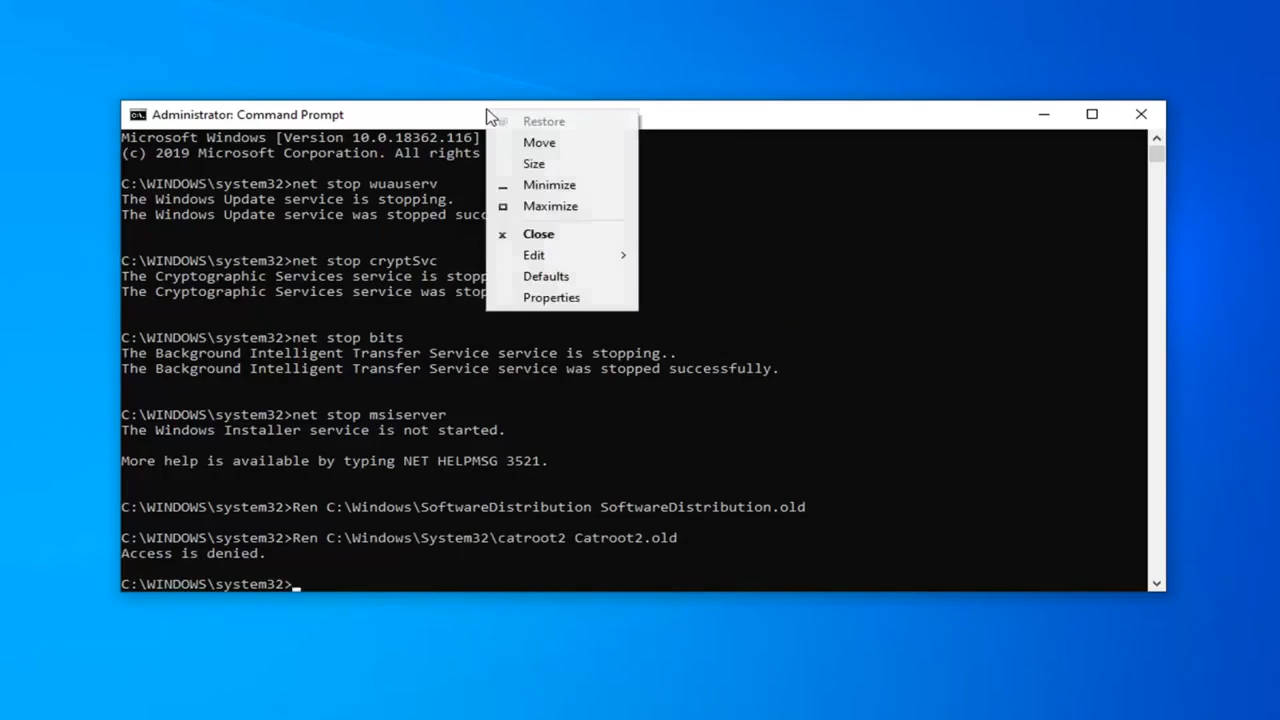 Administrator: Command Prompt
Microsoft Windows [Version 10.0.18362.116]
(c) 2019 Microsoft Corporation. All rights
C:\WINDOWS\system32>net stop wuauserv
The Windows Update service is stopping.
The Windows Update service was stopped succ
C:\WINDOWS\system32>net stop cryptSvc
The Cryptographic Services service is stopp
The Cryptographic Services service was stop
C:\WINDOWS\system32>net stop bits
The Background Intelligent Transfer Service service is stopping..
The Background Intelligent Transfer Service service was stopped successfully.
C:\WINDOWS\system32>net stop msiserver
The Windows Installer service is not started.
More help is available by typing NET HELPMSG 3521.
C:\WINDOWS\system32>Ren C:\Windows\SoftwareDistribution SoftwareDistribution.old
C:\WINDOWS\system32>Ren C:\Windows\System32\catroot2 Catroot2.old
Access is denied.
C:\WINDOWS\system32>
Restore
Move
Size
Minimize
Maximize
Close
Edit
Defaults
Properties